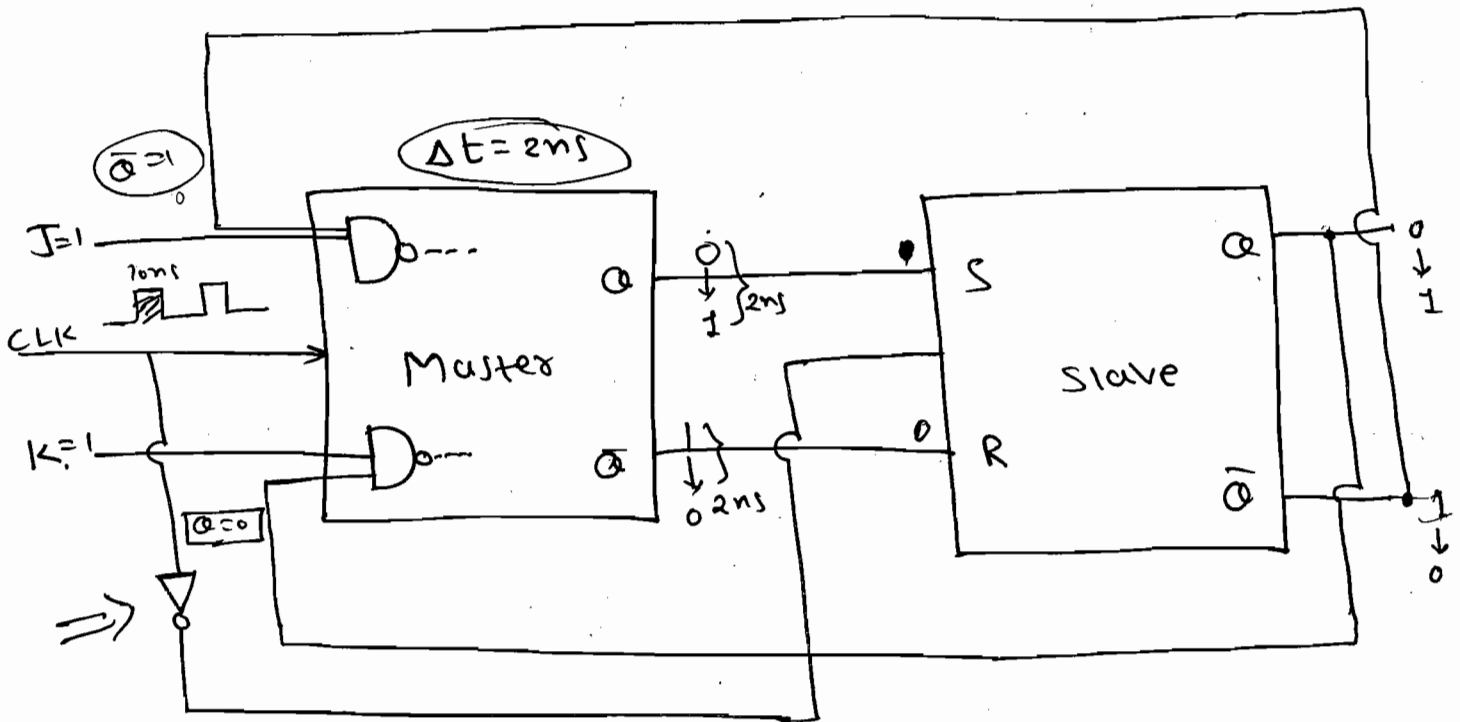 Q̅=1
0
Δt=2ns
J=1
10ns
CLK
K=1
Q=0
Master
Q
Q̅
0
↓
1
2ns
1
↓
0
2ns
S
0
R
Slave
Q
Q̅
0
↓
1
1
↓
0